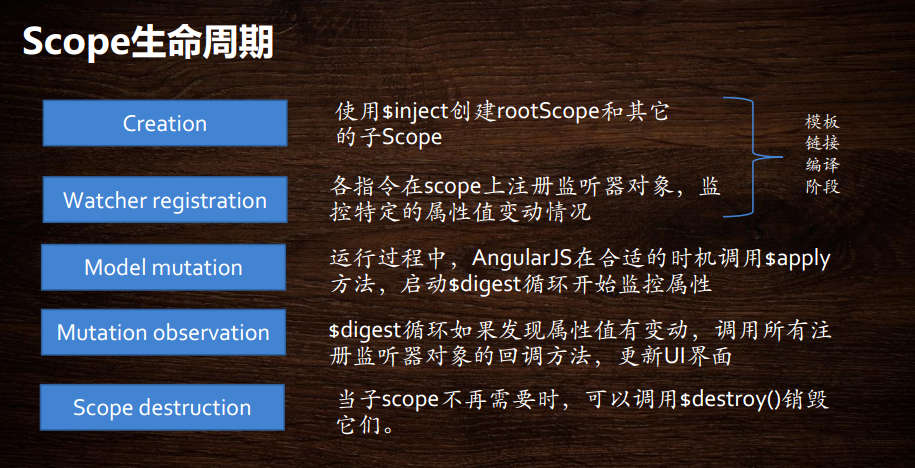 Scope生命周期
Creation
使用$inject创建rootScope和其它
的子Scope
Watcher registration
各指令在scope上注册监听器对象，监
控特定的属性值变动情况
模板
链接
编译
阶段
Model mutation
运行过程中，AngularJS在合适的时机调用$apply
方法，启动$digest循环开始监控属性
Mutation observation
$digest循环如果发现属性值有变动，调用所有注
册监听器对象的回调方法，更新UI界面
Scope destruction
当子scope不再需要时，可以调用$destroy()销毁
它们。